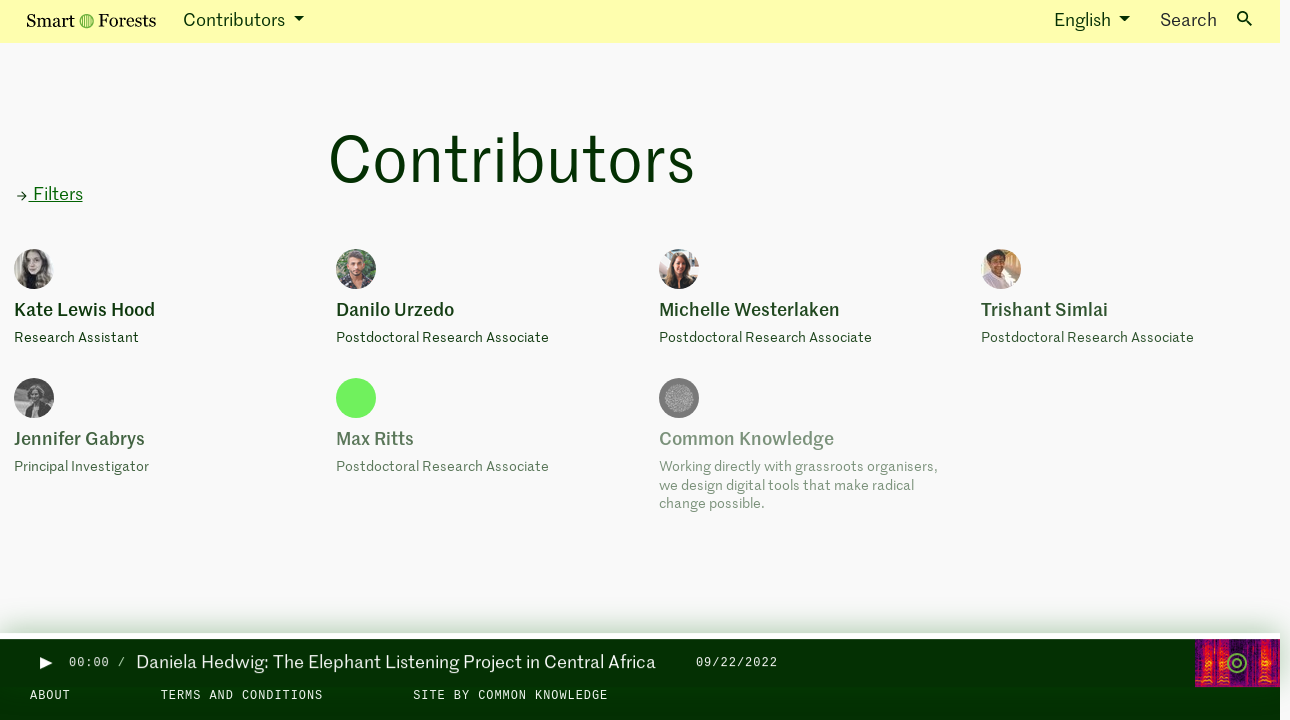 Smart Forests Contributors English Search
Contributors
Filters
Kate Lewis Hood
Research Assistant
Danilo Urzedo
Postdoctoral Research Associate
Michelle Westerlaken
Postdoctoral Research Associate
Trishant Simlai
Postdoctoral Research Associate
Jennifer Gabrys
Principal Investigator
Max Ritts
Postdoctoral Research Associate
Common Knowledge
Working directly with grassroots organisers,
we design digital tools that make radical
change possible.
00:00 / Daniela Hedwig: The Elephant Listening Project in Central Africa 09/22/2022
ABOUT TERMS AND CONDITIONS SITE BY COMMON KNOWLEDGE